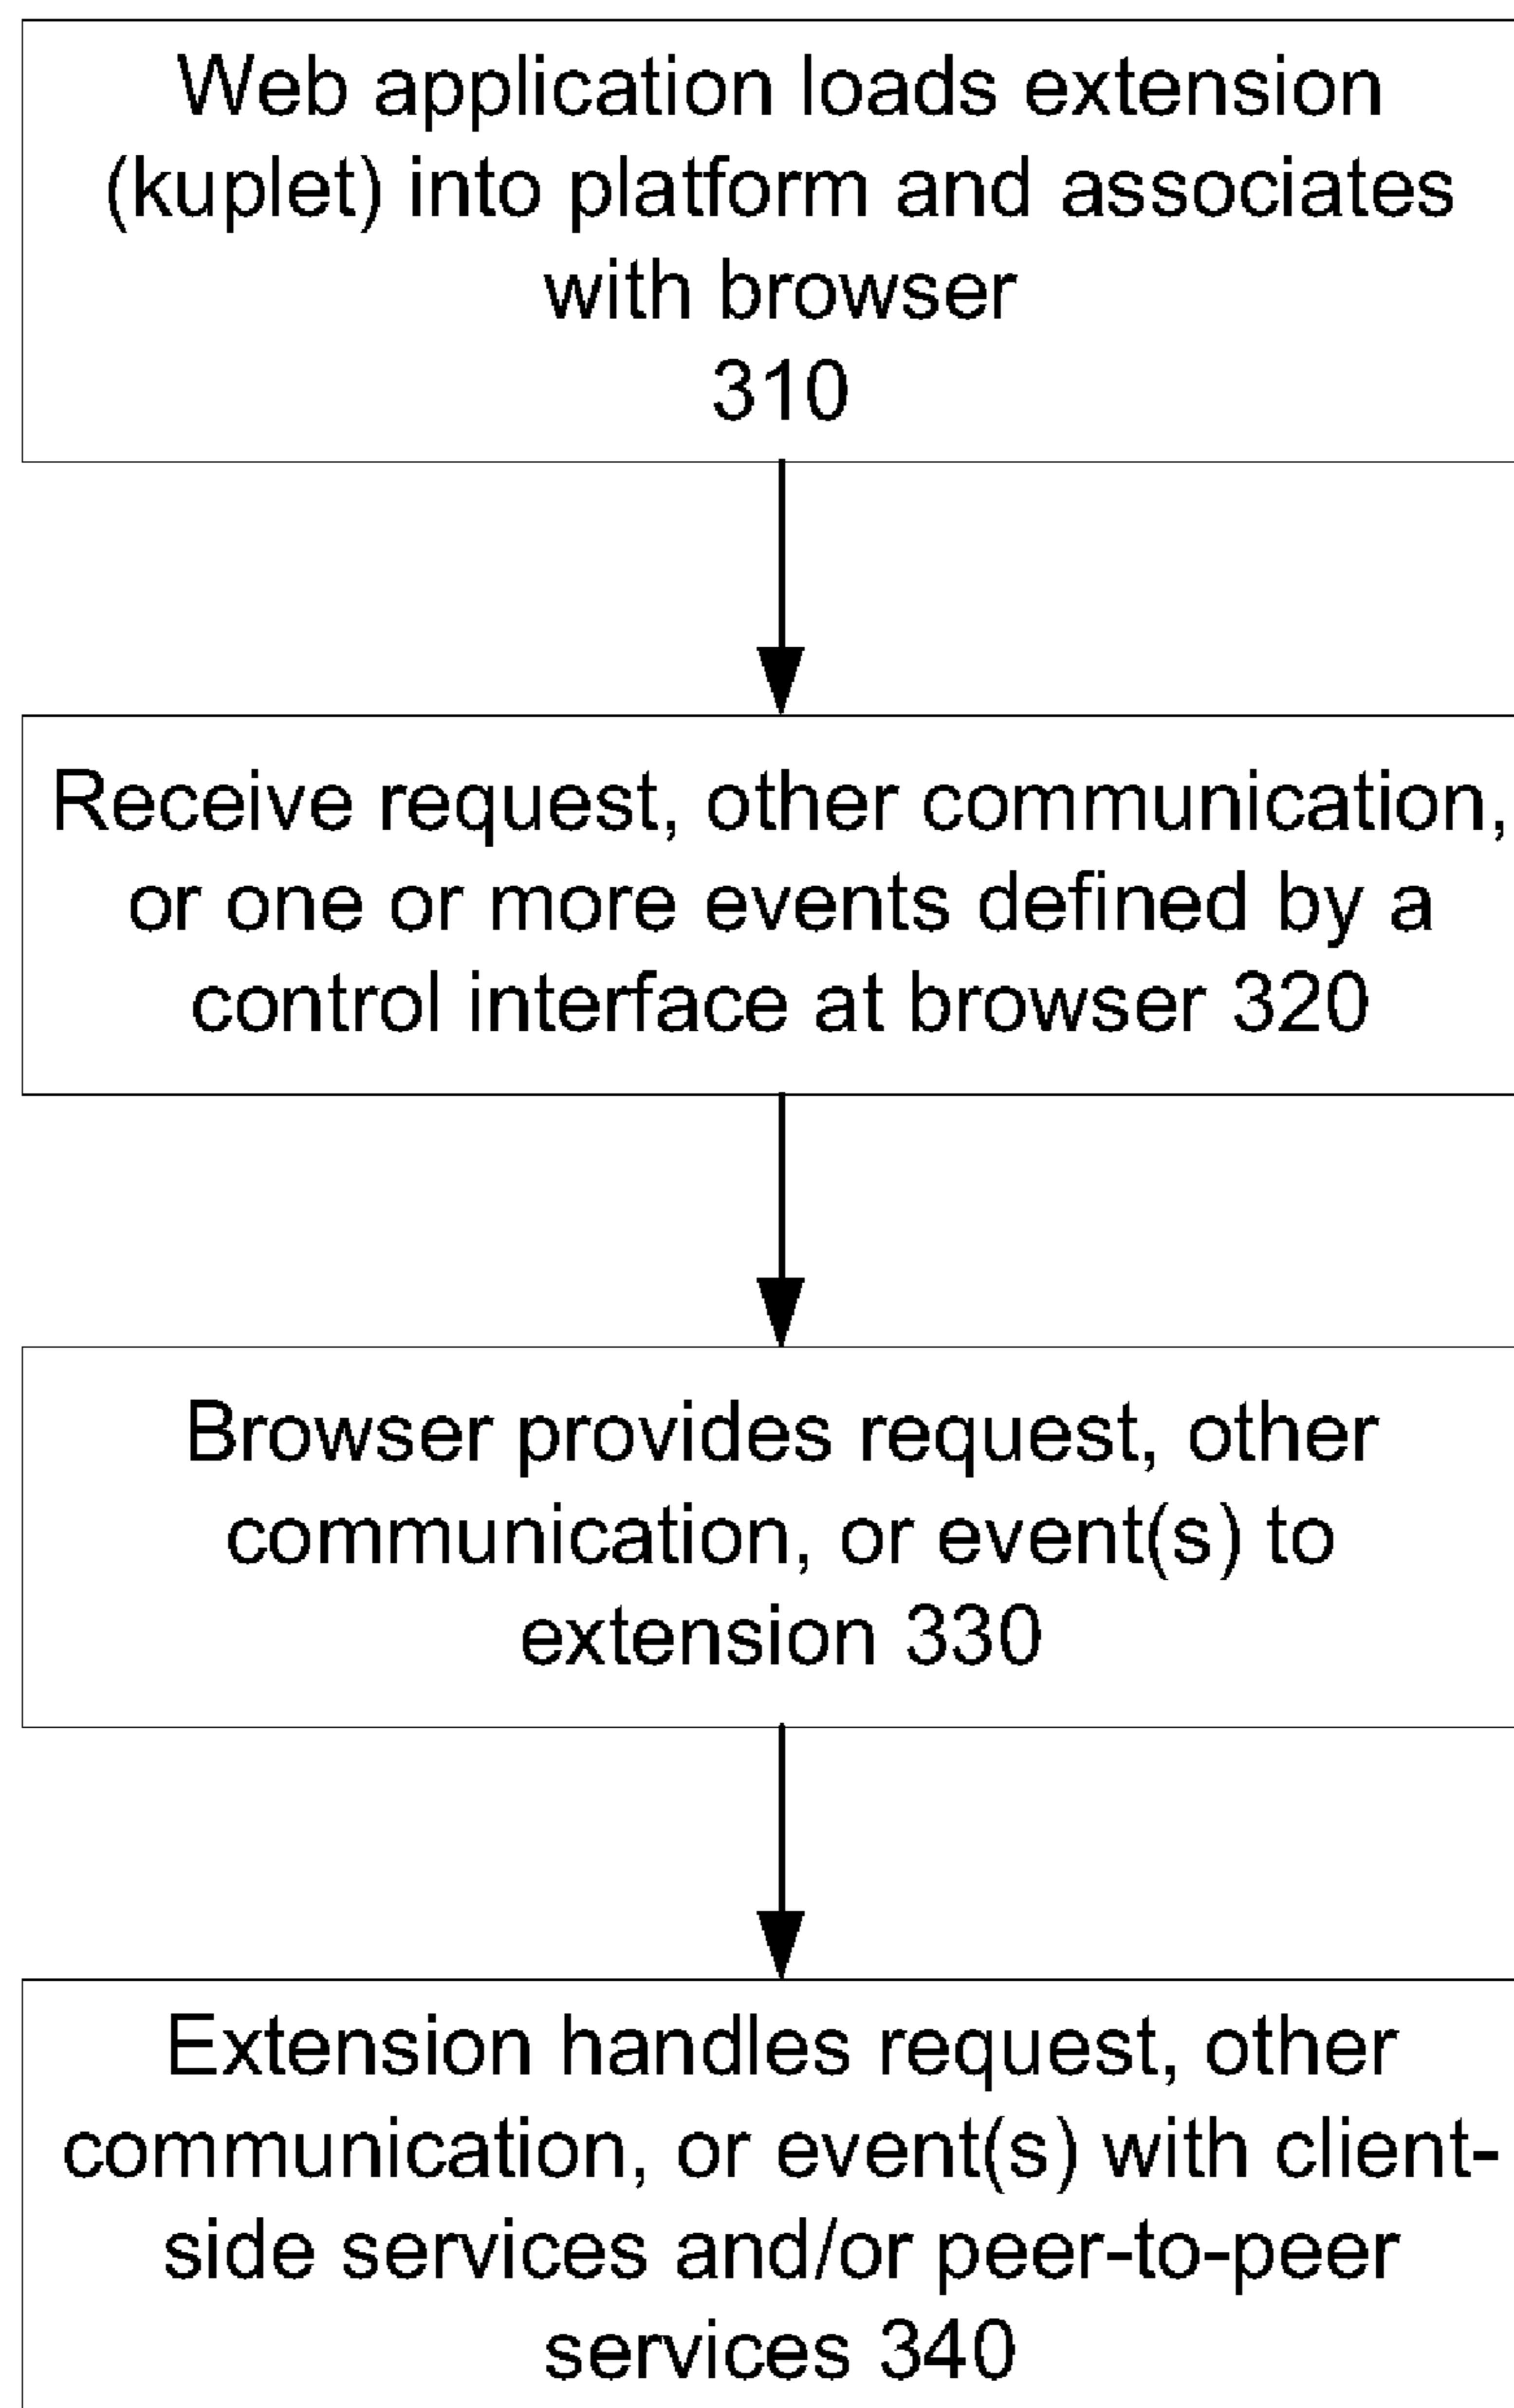 Web application loads extension
(kuplet) into platform and associates
with browser
310
Receive request, other communication,
or one or more events defined by a
control interface at browser 320
Browser provides request, other
communication, or event(s) to
extension 330
Extension handles request, other
communication, or event(s) with client-
side services and/or peer-to-peer
services 340